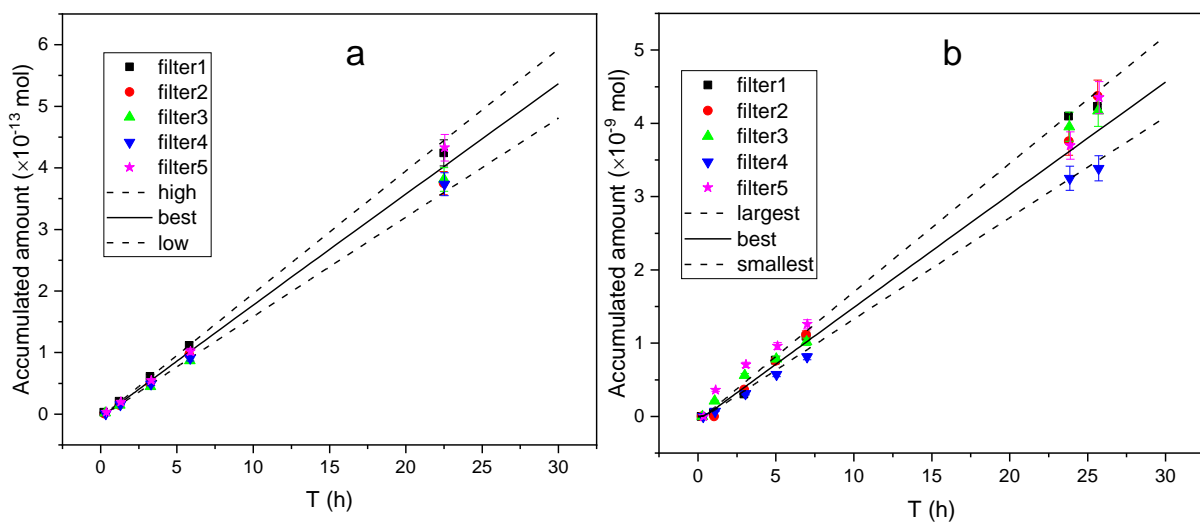 a
filter1
filter2
filter3
filter4
filter5
high
best
low
Accumulated amount (×10⁻¹³ mol)
6
5
4
3
2
1
0
0
5
10
15
20
25
30
T (h)
b
filter1
filter2
filter3
filter4
filter5
largest
best
smallest
Accumulated amount (×10⁻⁹ mol)
5
4
3
2
1
0
0
5
10
15
20
25
30
T (h)